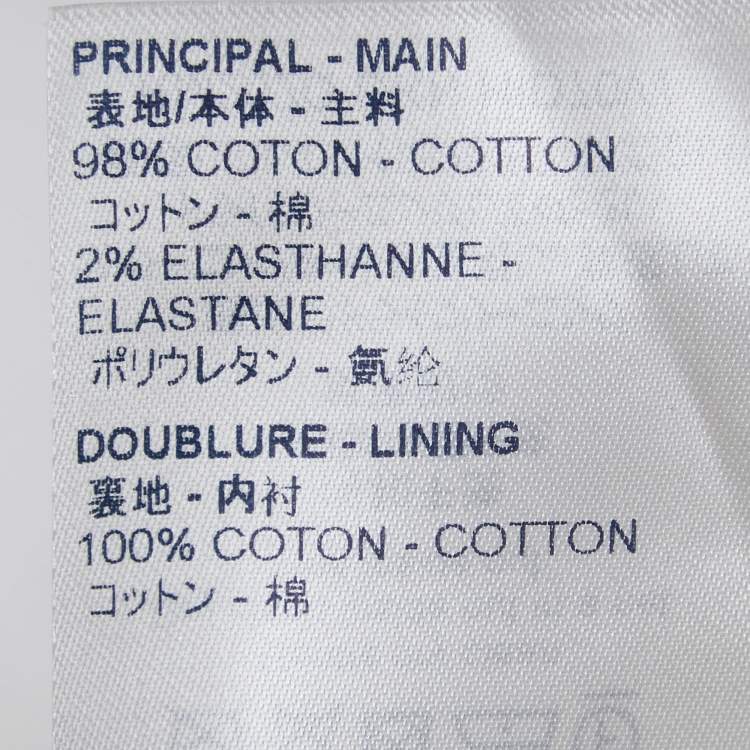 PRINCIPAL - MAIN
表地/本体 - 主料
98% COTON - COTTON
コットン - 棉
2% ELASTHANNE -
ELASTANE
ポリウレタン - 氨纶
DOUBLURE - LINING
裏地 - 内衬
100% COTON - COTTON
コットン - 棉